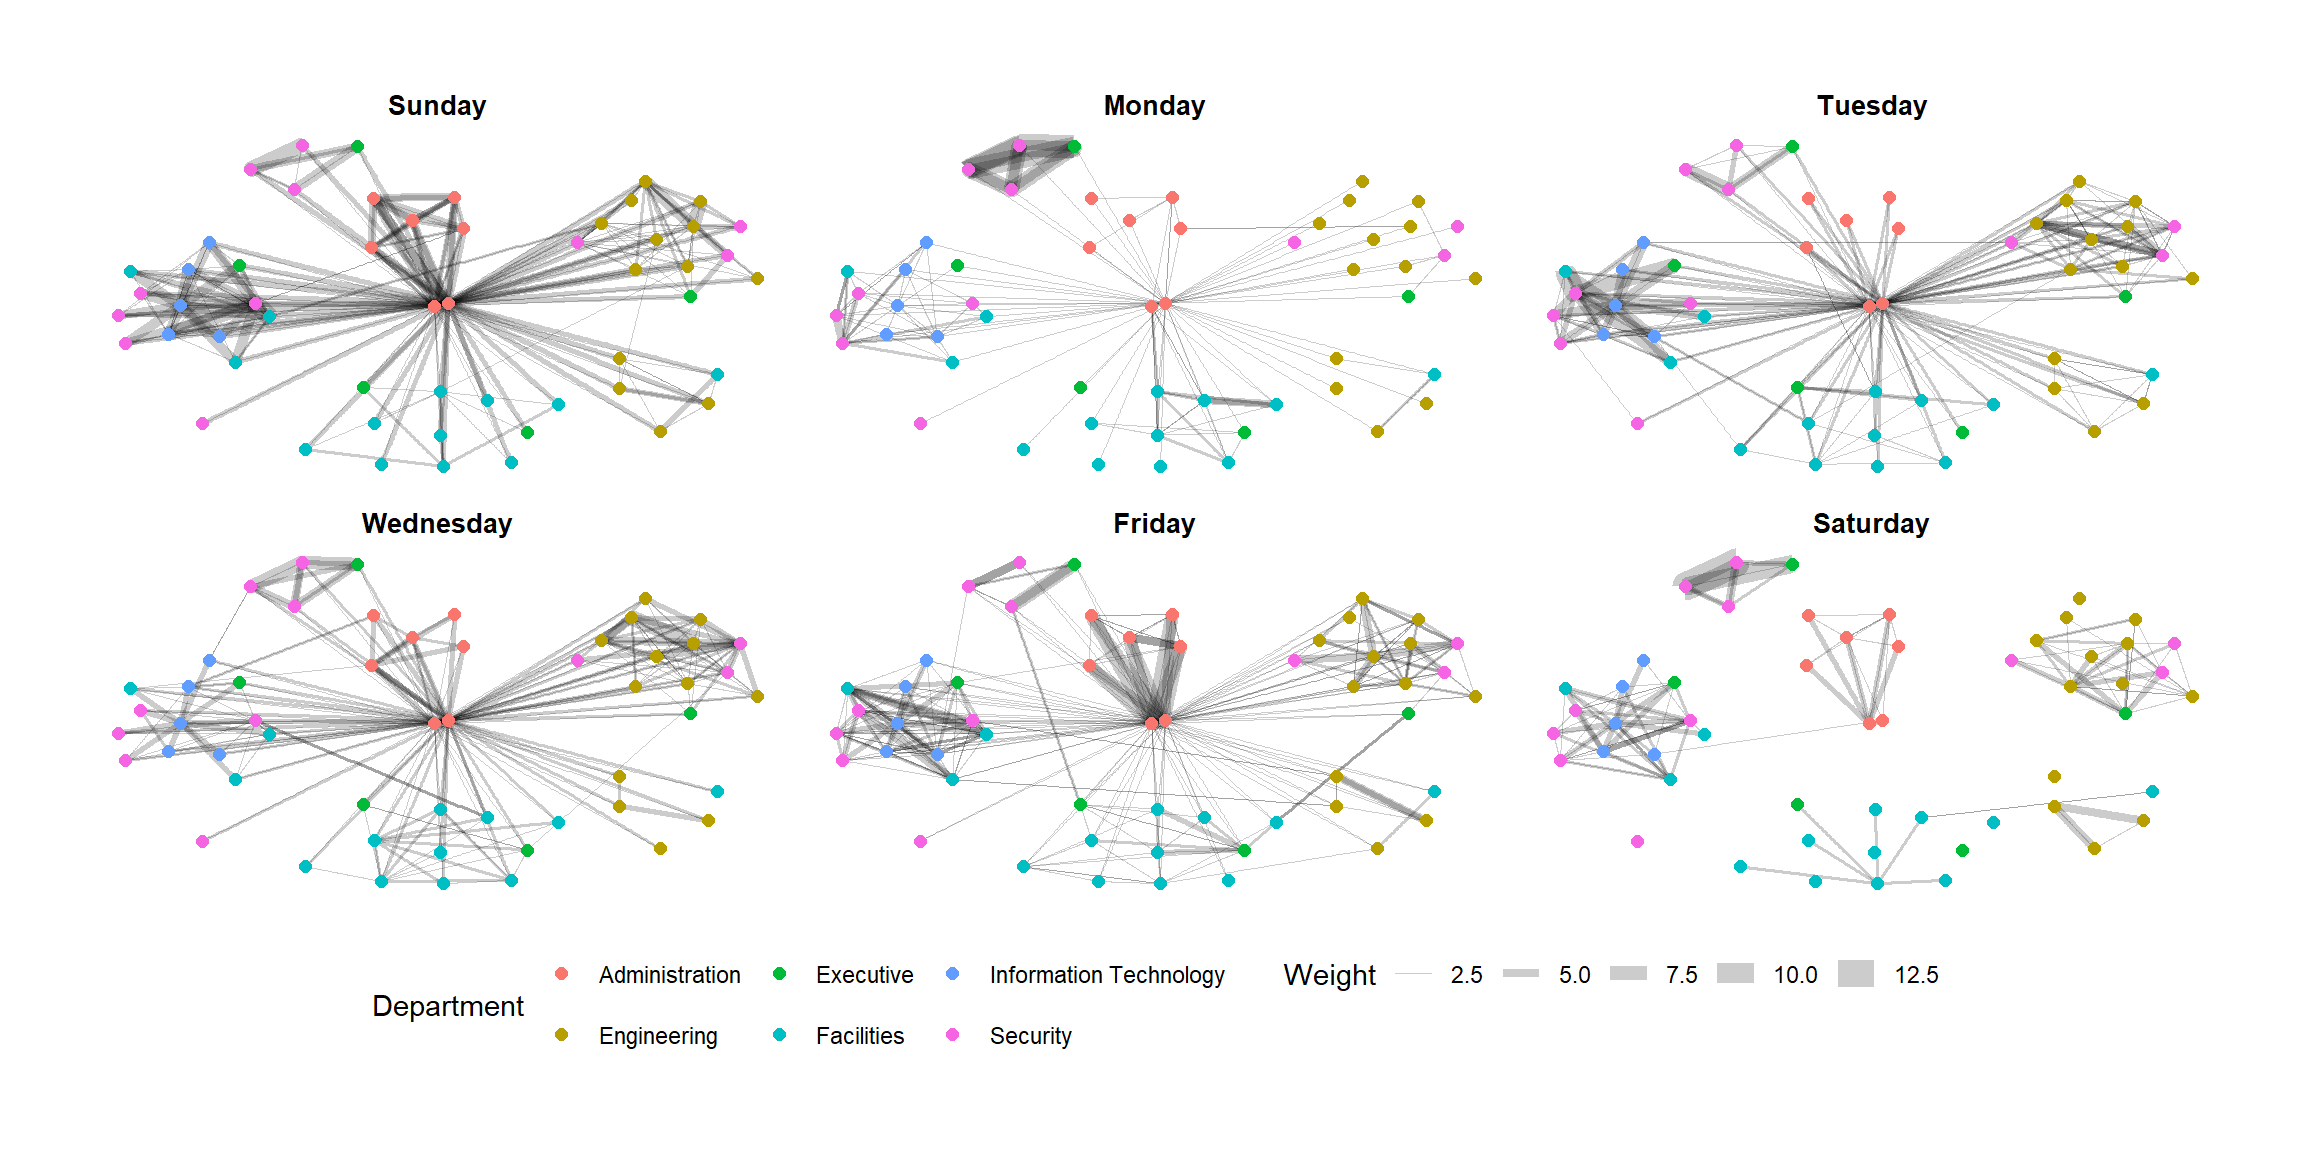 Sunday
Monday
Tuesday
Wednesday
Friday
Saturday
Department
Administration
Executive
Information Technology
Engineering
Facilities
Security
Weight
2.5
5.0
7.5
10.0
12.5